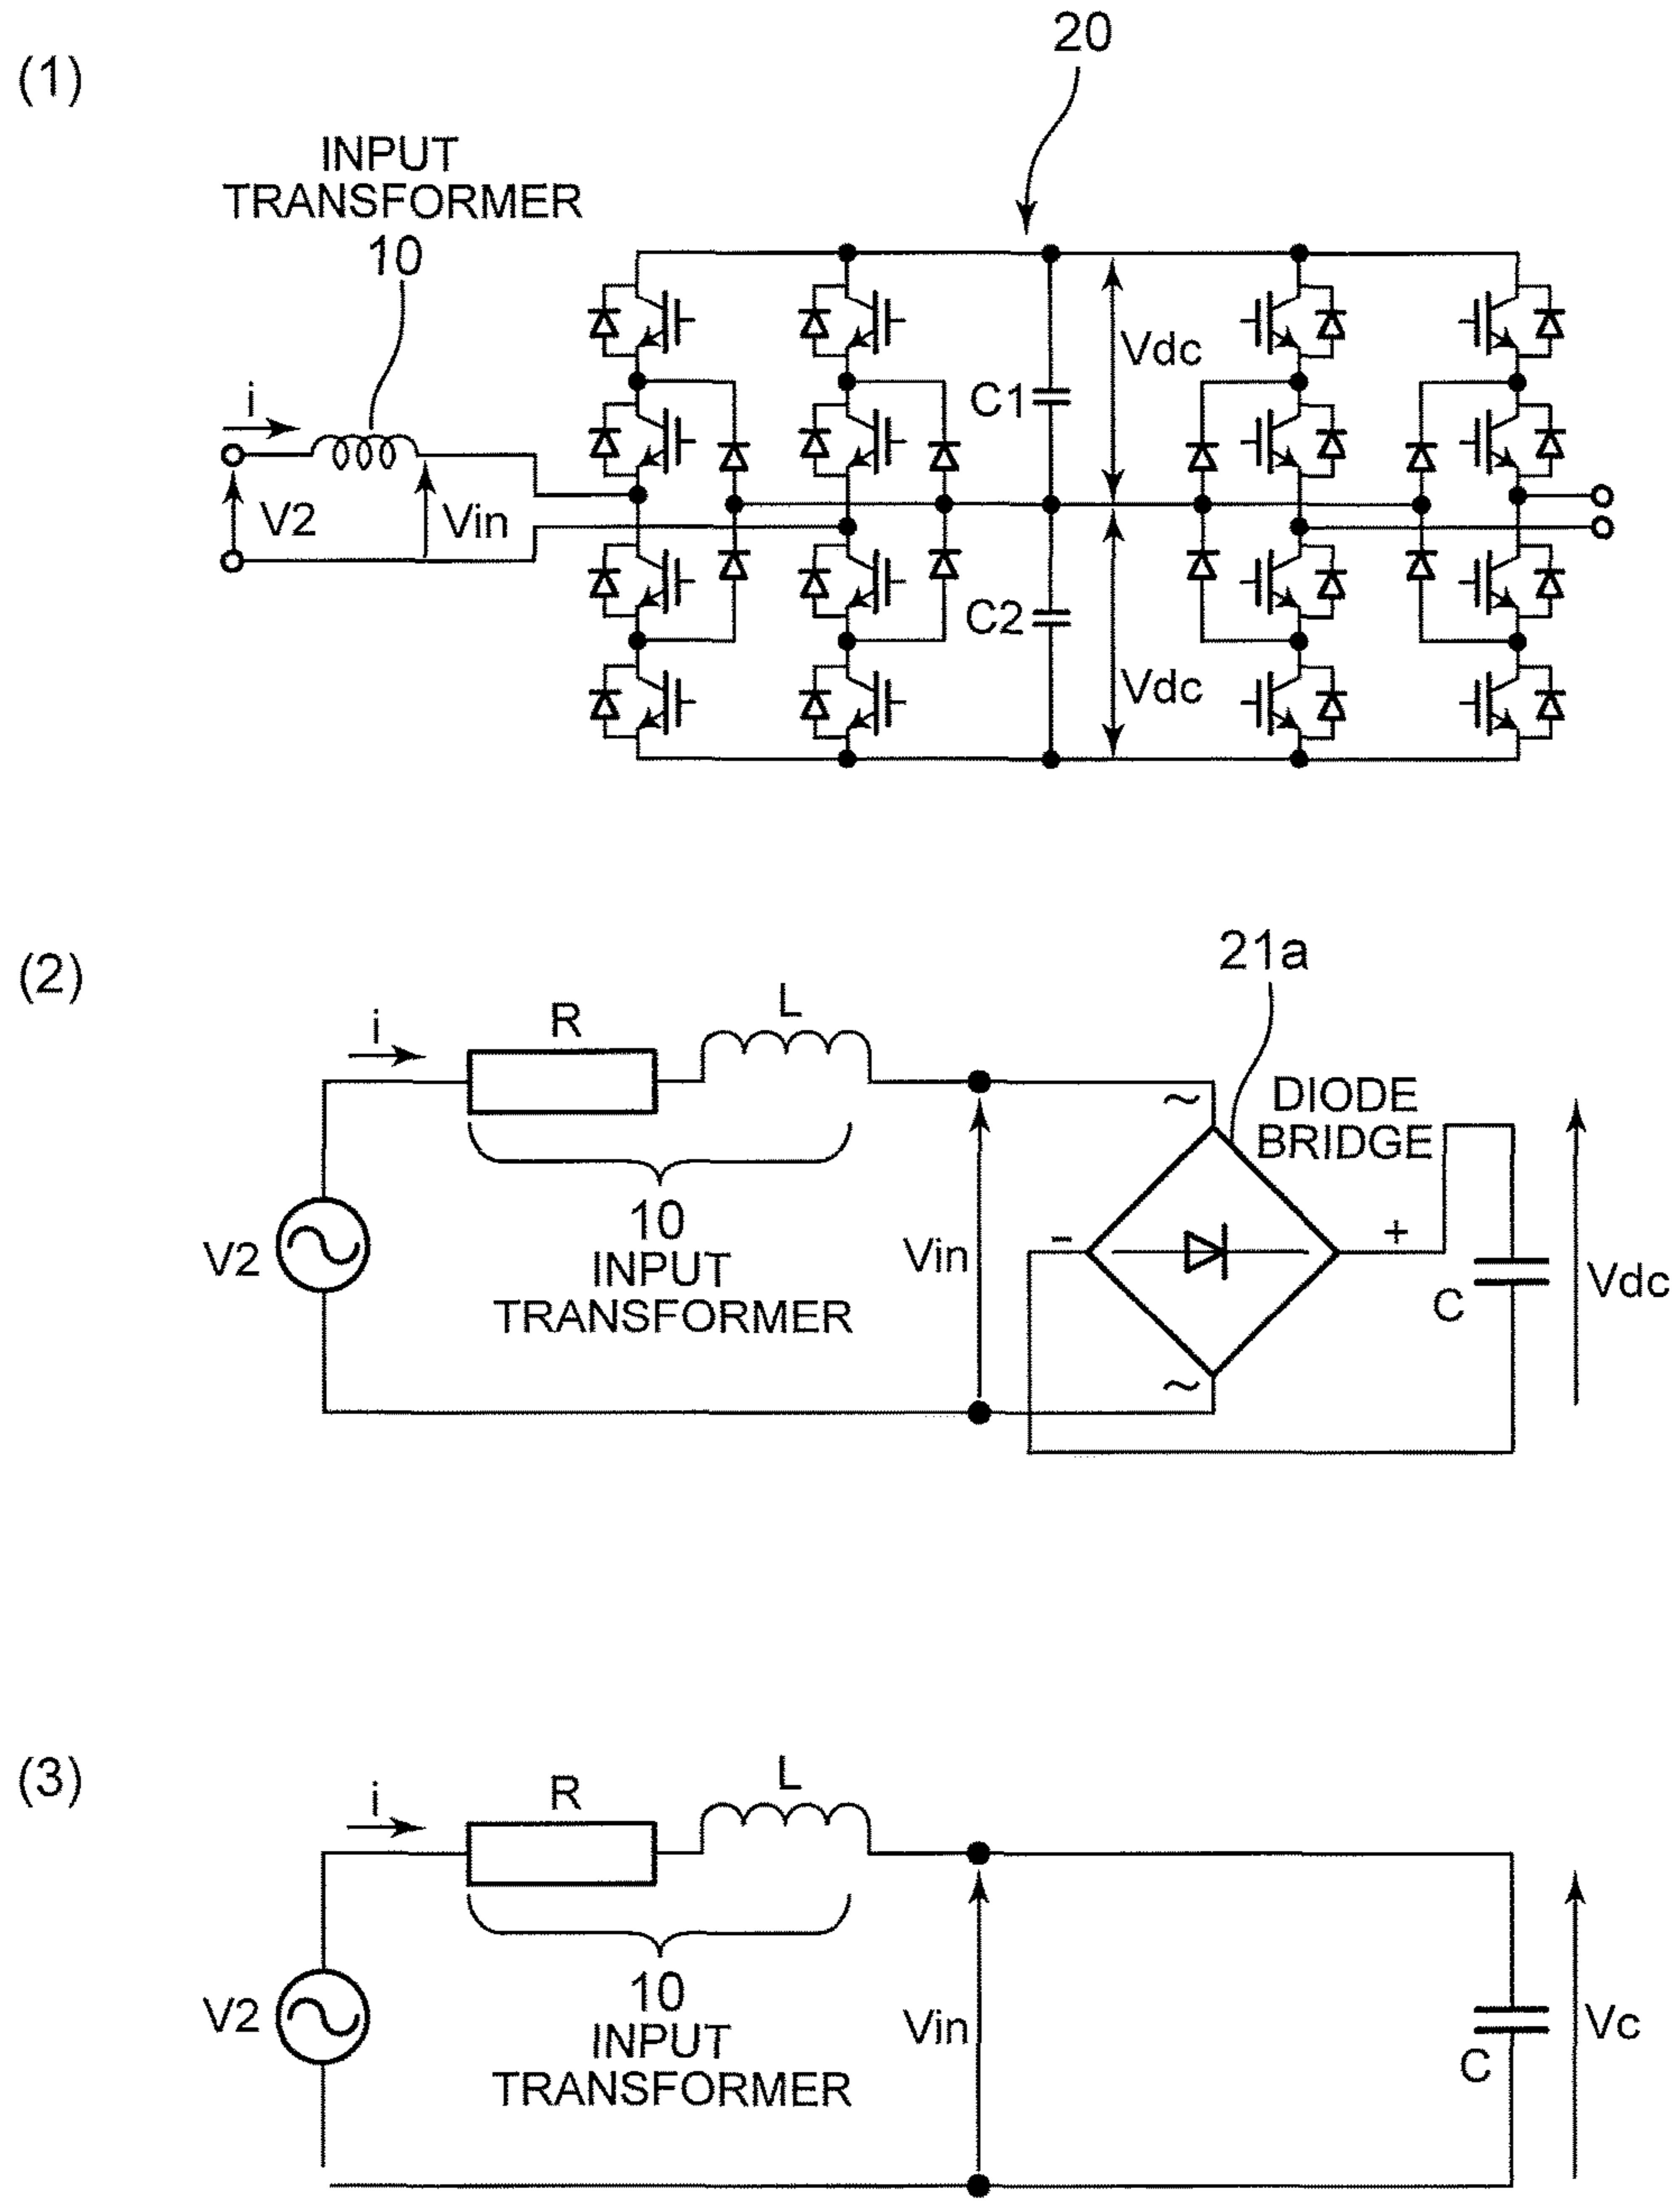 (1)
20
INPUT
TRANSFORMER
10
i
V2
Vin
C1
Vdc
C2
Vdc
(2)
21a
i
R
L
DIODE
BRIDGE
~
10
INPUT
TRANSFORMER
V2
Vin
-
+
C
Vdc
~
(3)
i
R
L
10
INPUT
TRANSFORMER
V2
Vin
C
Vc